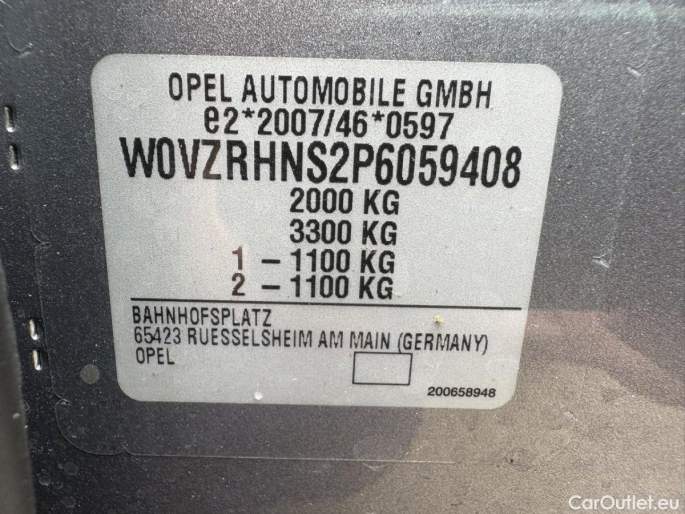 OPEL AUTOMOBILE GMBH
e2*2007/46*0597
W0VZRHNS2P6059408
2000 KG
3300 KG
1 - 1100 KG
2 - 1100 KG
BAHNHOFSPLATZ
65423 RUESSELSHEIM AM MAIN (GERMANY)
OPEL
200658948
CarOutlet.eu